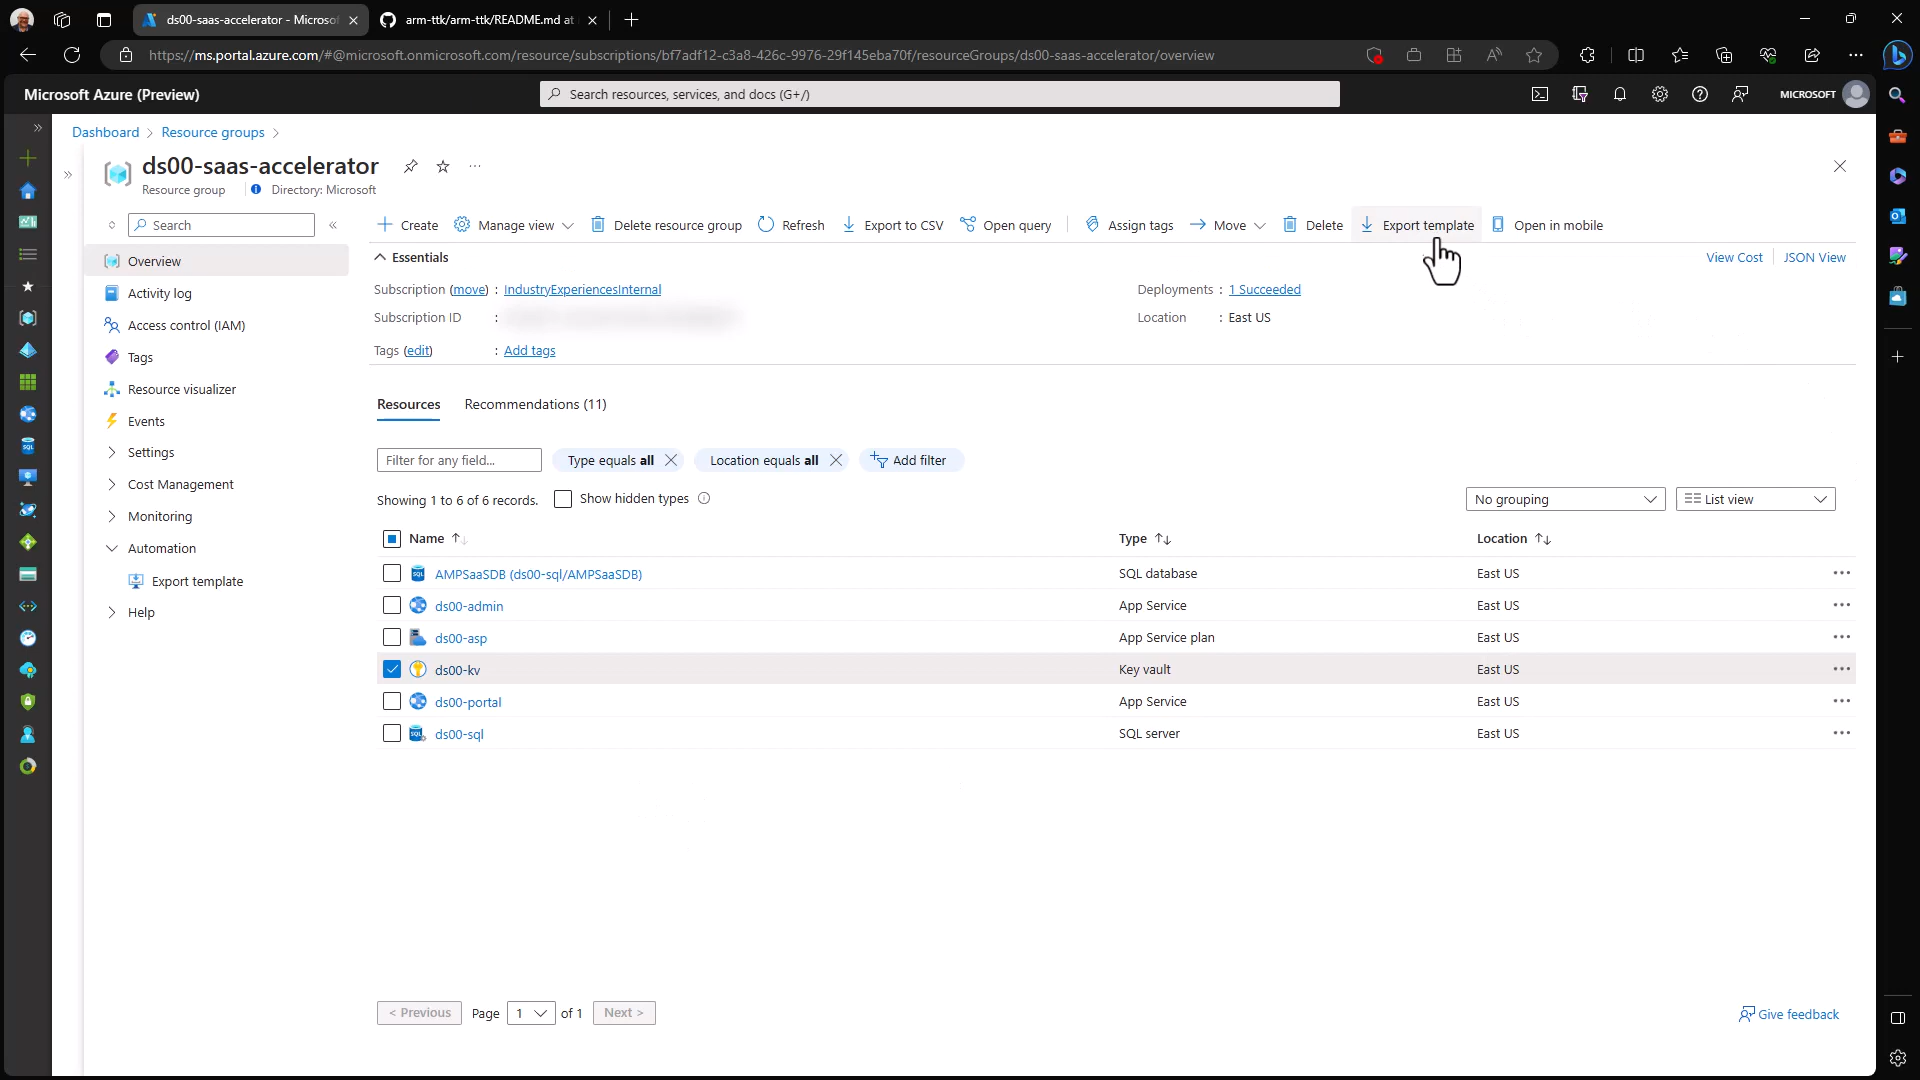 ds00-saas-accelerator - Microsof
arm-ttk/arm-ttk/README.md at
https://ms.portal.azure.com/#@microsoft.onmicrosoft.com/resource/subscriptions/bf7adf12-c3a8-426c-9976-29f145eba70f/resourceGroups/ds00-saas-accelerator/overview
Microsoft Azure (Preview)
Search resources, services, and docs (G+/)
MICROSOFT
Dashboard > Resource groups >
ds00-saas-accelerator
Resource group
Directory: Microsoft
Search
Create
Manage view
Delete resource group
Refresh
Export to CSV
Open query
Assign tags
Move
Delete
Export template
Open in mobile
Overview
Activity log
Access control (IAM)
Tags
Resource visualizer
Events
Settings
Cost Management
Monitoring
Automation
Export template
Help
Essentials
View Cost
JSON View
Subscription (move) : IndustryExperiencesInternal
Deployments : 1 Succeeded
Subscription ID :
Location : East US
Tags (edit) : Add tags
Resources
Recommendations (11)
Filter for any field...
Type equals all
Location equals all
Add filter
Showing 1 to 6 of 6 records.
Show hidden types
No grouping
List view
Name
Type
Location
AMPSaaSDB (ds00-sql/AMPSaaSDB) SQL database East US
ds00-admin App Service East US
ds00-asp App Service plan East US
ds00-kv Key vault East US
ds00-portal App Service East US
ds00-sql SQL server East US
< Previous
Page 1 of 1
Next >
Give feedback